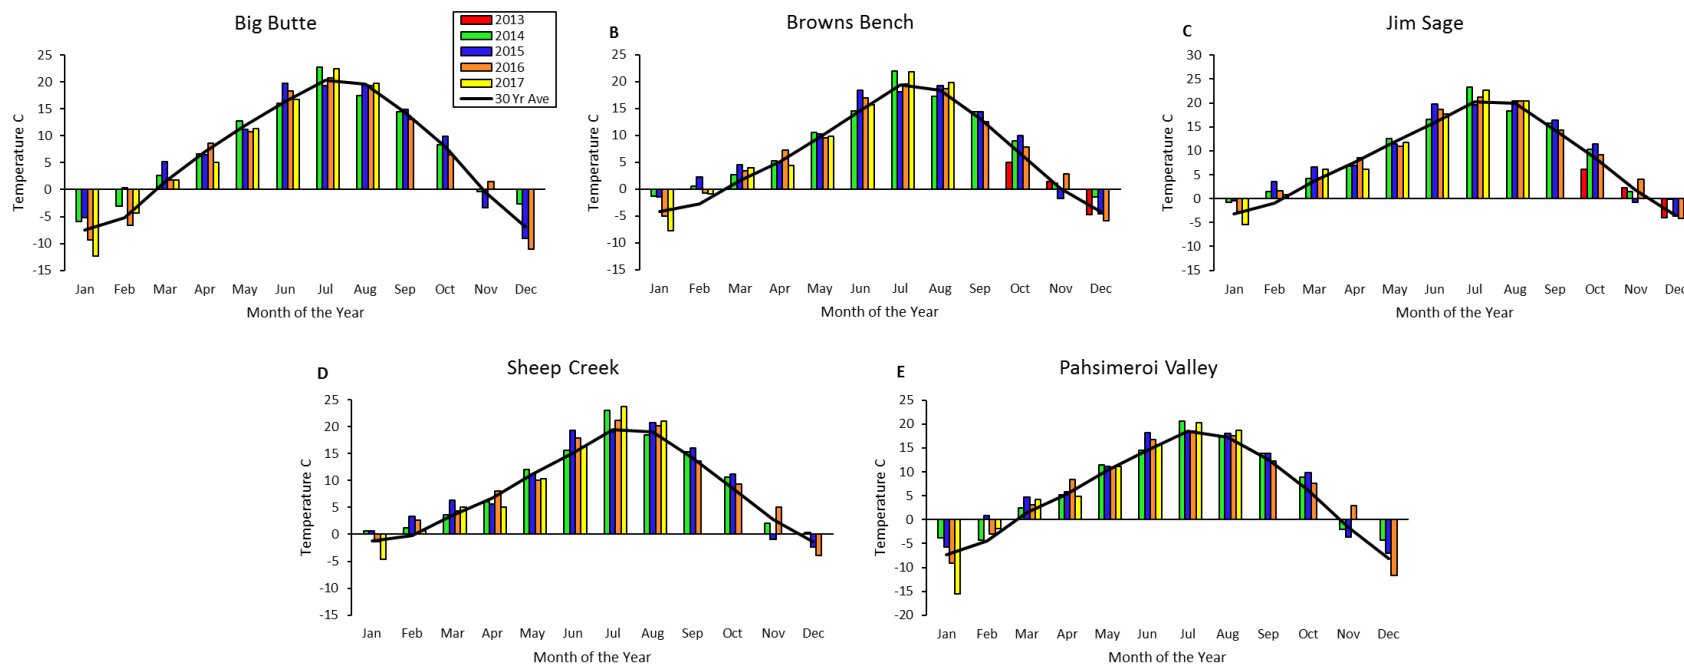 Big Butte
2013
2014
2015
2016
2017
30 Yr Ave
25
20
15
10
5
0
-5
-10
-15
Temperature C
Jan Feb Mar Apr May Jun Jul Aug Sep Oct Nov Dec
Month of the Year
B
Browns Bench
25
20
15
10
5
0
-5
-10
-15
Temperature C
Jan Feb Mar Apr May Jun Jul Aug Sep Oct Nov Dec
Month of the Year
C
Jim Sage
30
25
20
15
10
5
0
-5
-10
-15
Temperature C
Jan Feb Mar Apr May Jun Jul Aug Sep Oct Nov Dec
Month of the Year
D
Sheep Creek
25
20
15
10
5
0
-5
-10
-15
Temperature C
Jan Feb Mar Apr May Jun Jul Aug Sep Oct Nov Dec
Month of the Year
E
Pahsimeroi Valley
25
20
15
10
5
0
-5
-10
-15
-20
Temperature C
Jan Feb Mar Apr May Jun Jul Aug Sep Oct Nov Dec
Month of the Year